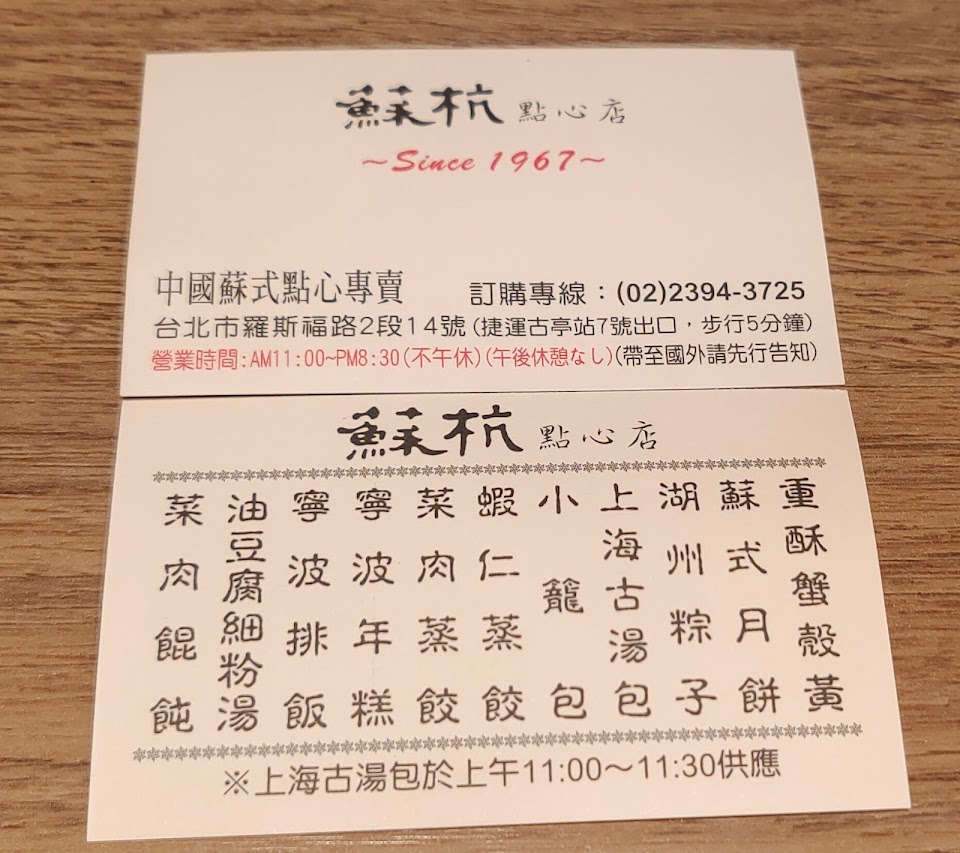 蘇杭 點心店
~Since 1967~
中國蘇式點心專賣 訂購專線：(02)2394-3725
台北市羅斯福路2段14號(捷運古亭站7號出口，步行5分鐘)
營業時間:AM11:00~PM8:30(不午休)(午後休憩なし)(帶至國外請先行告知)
蘇杭 點心店
重酥蟹殼黃
蘇式月餅
湖州粽子
上海古湯包
小籠包
蝦仁蒸餃
菜肉蒸餃
寧波年糕
寧波排飯
油豆腐細粉湯
菜肉餛飩
※上海古湯包於上午11:00～11:30供應